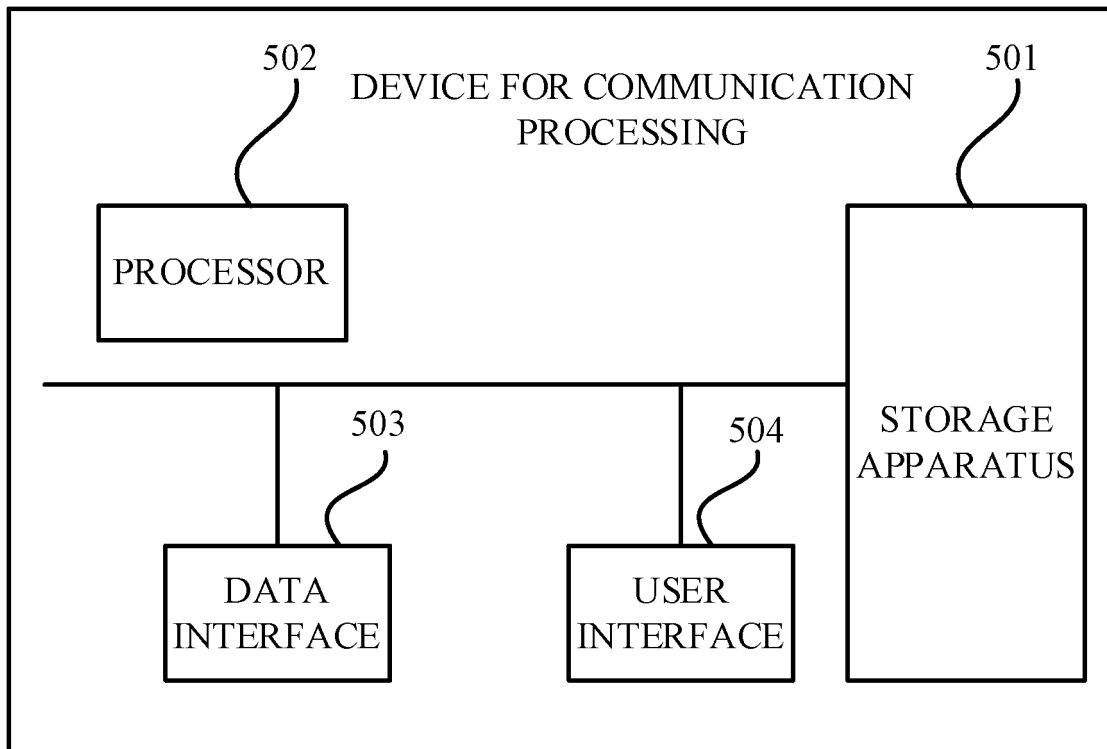 502
DEVICE FOR COMMUNICATION
PROCESSING
501
PROCESSOR
503
504
STORAGE
APPARATUS
DATA
INTERFACE
USER
INTERFACE